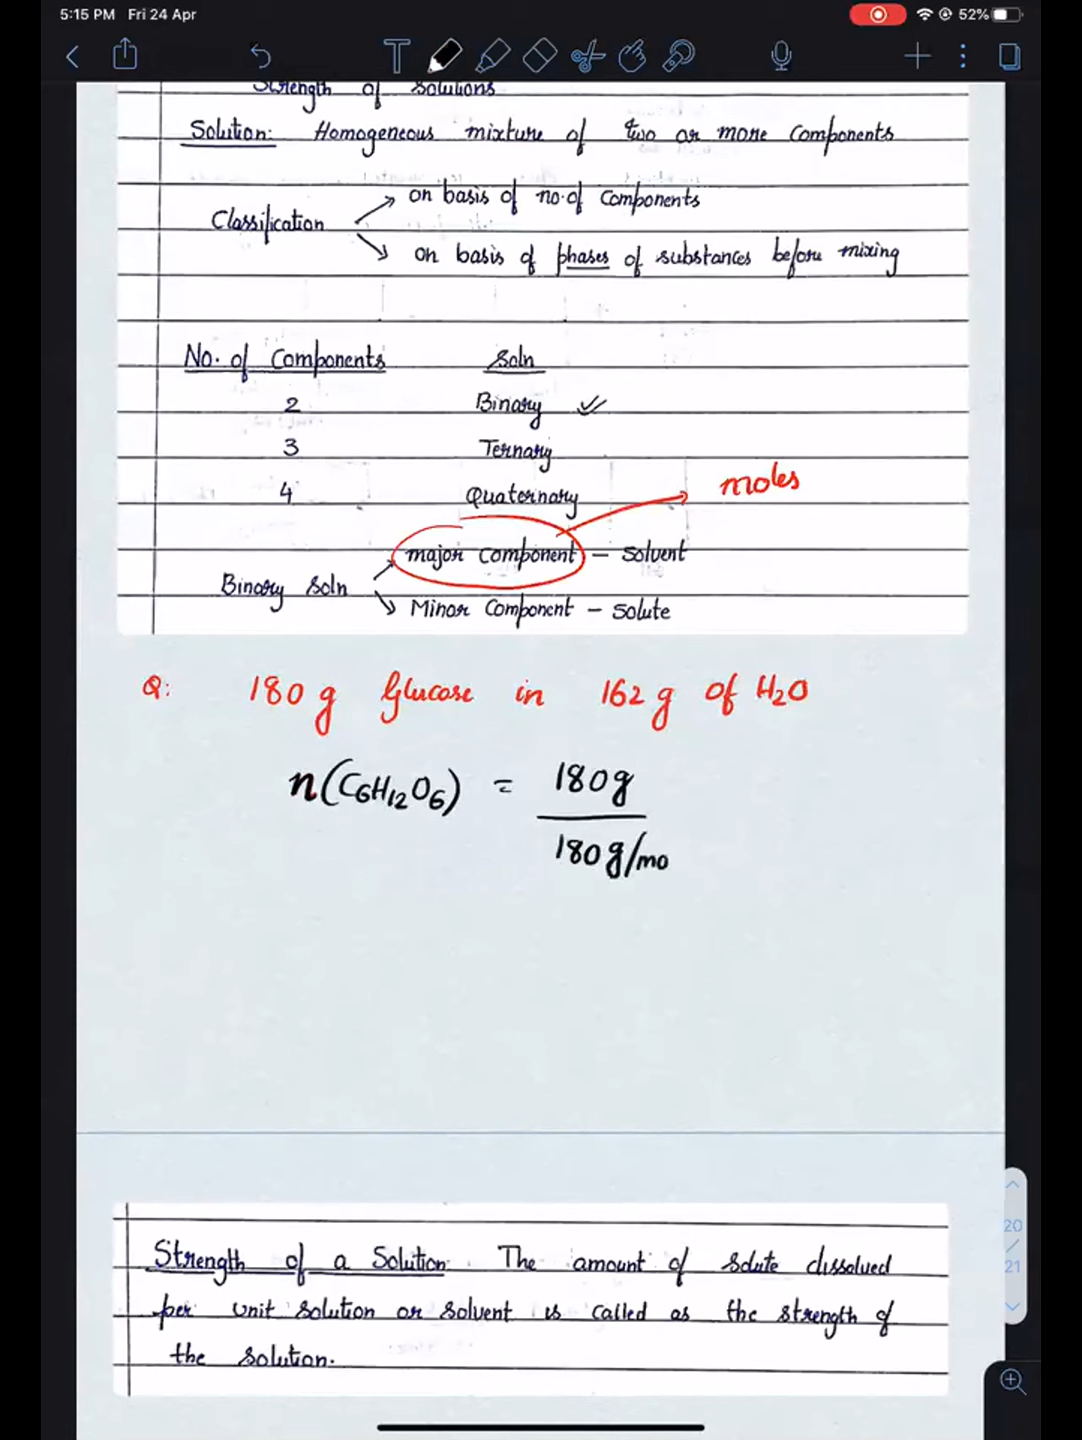 5:15 PM Fri 24 Apr
52%
Strength of Solutions
Solution: Homogeneous mixture of two or more components
Classification
on basis of no. of components
on basis of phases of substances before mixing
No. of Components Soln
2 Binary
3 Ternary
4 Quaternary
moles
major component – solvent
Binary soln
Minor component – solute
Q: 180 g Glucose in 162 g of H2O
n(C6H12O6) = 180g
180g/mo
20
/
21
Strength of a Solution: The amount of solute dissolved
per unit solution or solvent is called as the strength of
the solution.